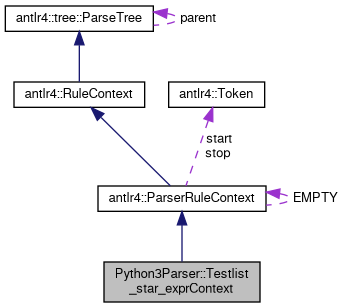 antlr4::tree::ParseTree
parent
antlr4::RuleContext
antlr4::Token
start
stop
antlr4::ParserRuleContext
EMPTY
Python3Parser::Testlist
_star_exprContext